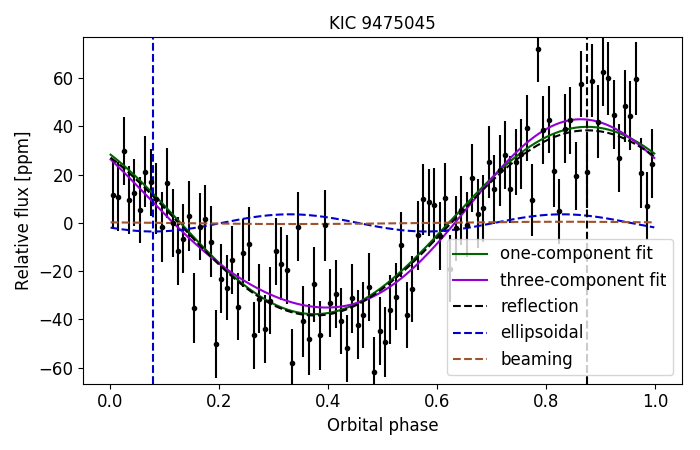 KIC 9475045
Relative flux [ppm]
60
40
20
0
−20
−40
−60
one-component fit
three-component fit
reflection
ellipsoidal
beaming
0.0 0.2 0.4 0.6 0.8 1.0
Orbital phase